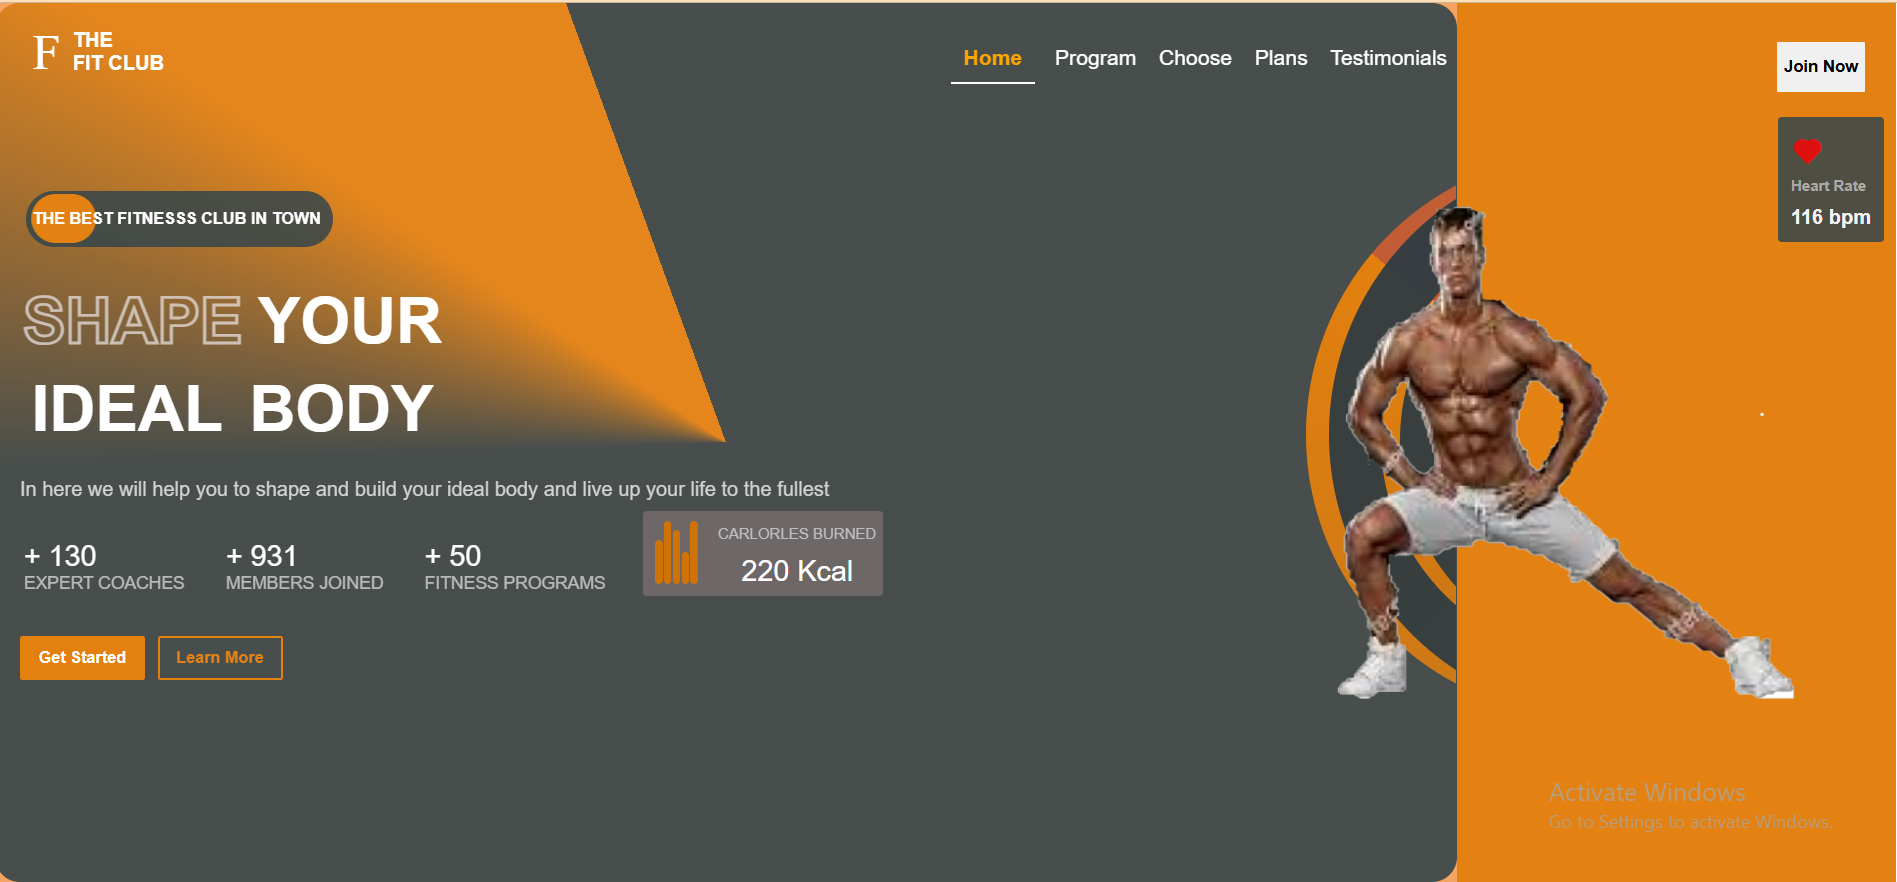 F
THE
FIT CLUB
Home Program Choose Plans Testimonials
Join Now
Heart Rate
116 bpm
THE BEST FITNESSS CLUB IN TOWN
SHAPE YOUR
IDEAL BODY
In here we will help you to shape and build your ideal body and live up your life to the fullest
+ 130
EXPERT COACHES
+ 931
MEMBERS JOINED
+ 50
FITNESS PROGRAMS
CARLORLES BURNED
220 Kcal
Get Started
Learn More
Activate Windows
Go to Settings to activate Windows.